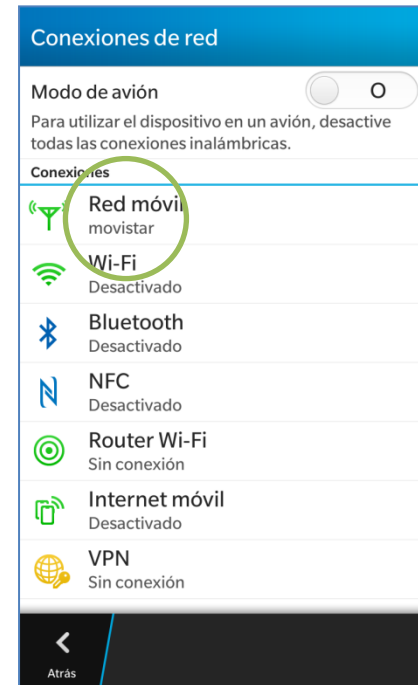 Conexiones de red
Modo de avión
O
Para utilizar el dispositivo en un avión, desactive
todas las conexiones inalámbricas.
Conexiones
Red móvil
movistar
Wi-Fi
Desactivado
Bluetooth
Desactivado
NFC
Desactivado
Router Wi-Fi
Sin conexión
Internet móvil
Desactivado
VPN
Sin conexión
Atrás